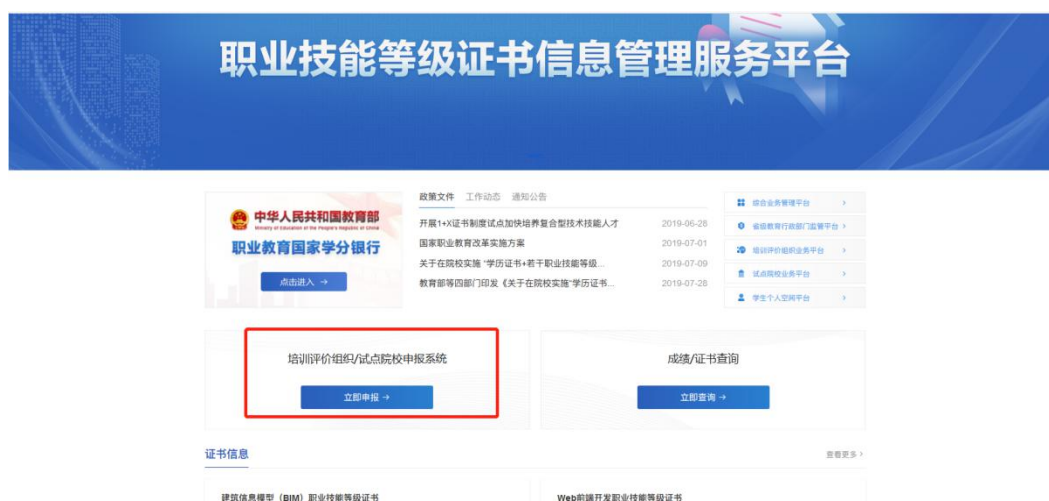 职业技能等级证书信息管理服务平台
中华人民共和国教育部
Ministry of Education of the People's Republic of China
职业教育国家学分银行
点击进入 →
政策文件 工作动态 通知公告
开展1+X证书制度试点加快培养复合型技术技能人才 2019-06-28
国家职业教育改革实施方案 2019-07-01
关于在院校实施 “学历证书+若干职业技能等级... 2019-07-09
教育部等四部门印发《关于在院校实施“学历证书... 2019-07-28
综合业务管理平台 >
省级教育行政部门监管平台 >
培训评价组织业务平台 >
试点院校业务平台 >
学生个人空间平台 >
培训评价组织/试点院校申报系统
立即申报 →
成绩/证书查询
立即查询 →
证书信息
查看更多 >
建筑信息模型（BIM）职业技能等级证书
Web前端开发职业技能等级证书